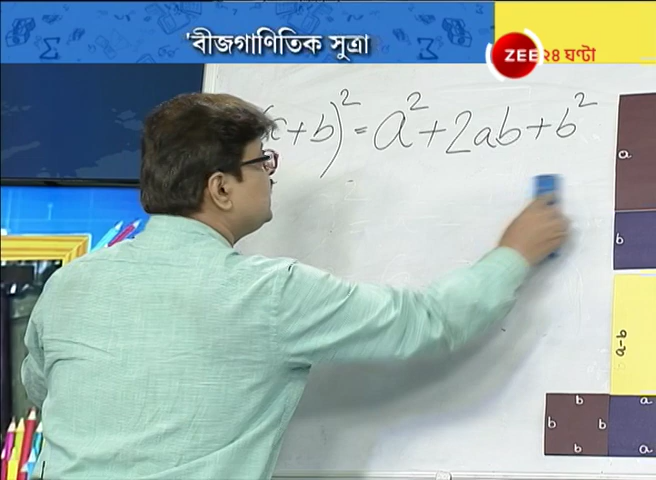 'বীজগাণিতিক সুত্রা
ZEE ২৪ ঘণ্টা
+b)² = a² + 2ab + b²
a
b
a-b
b a
b b
b a